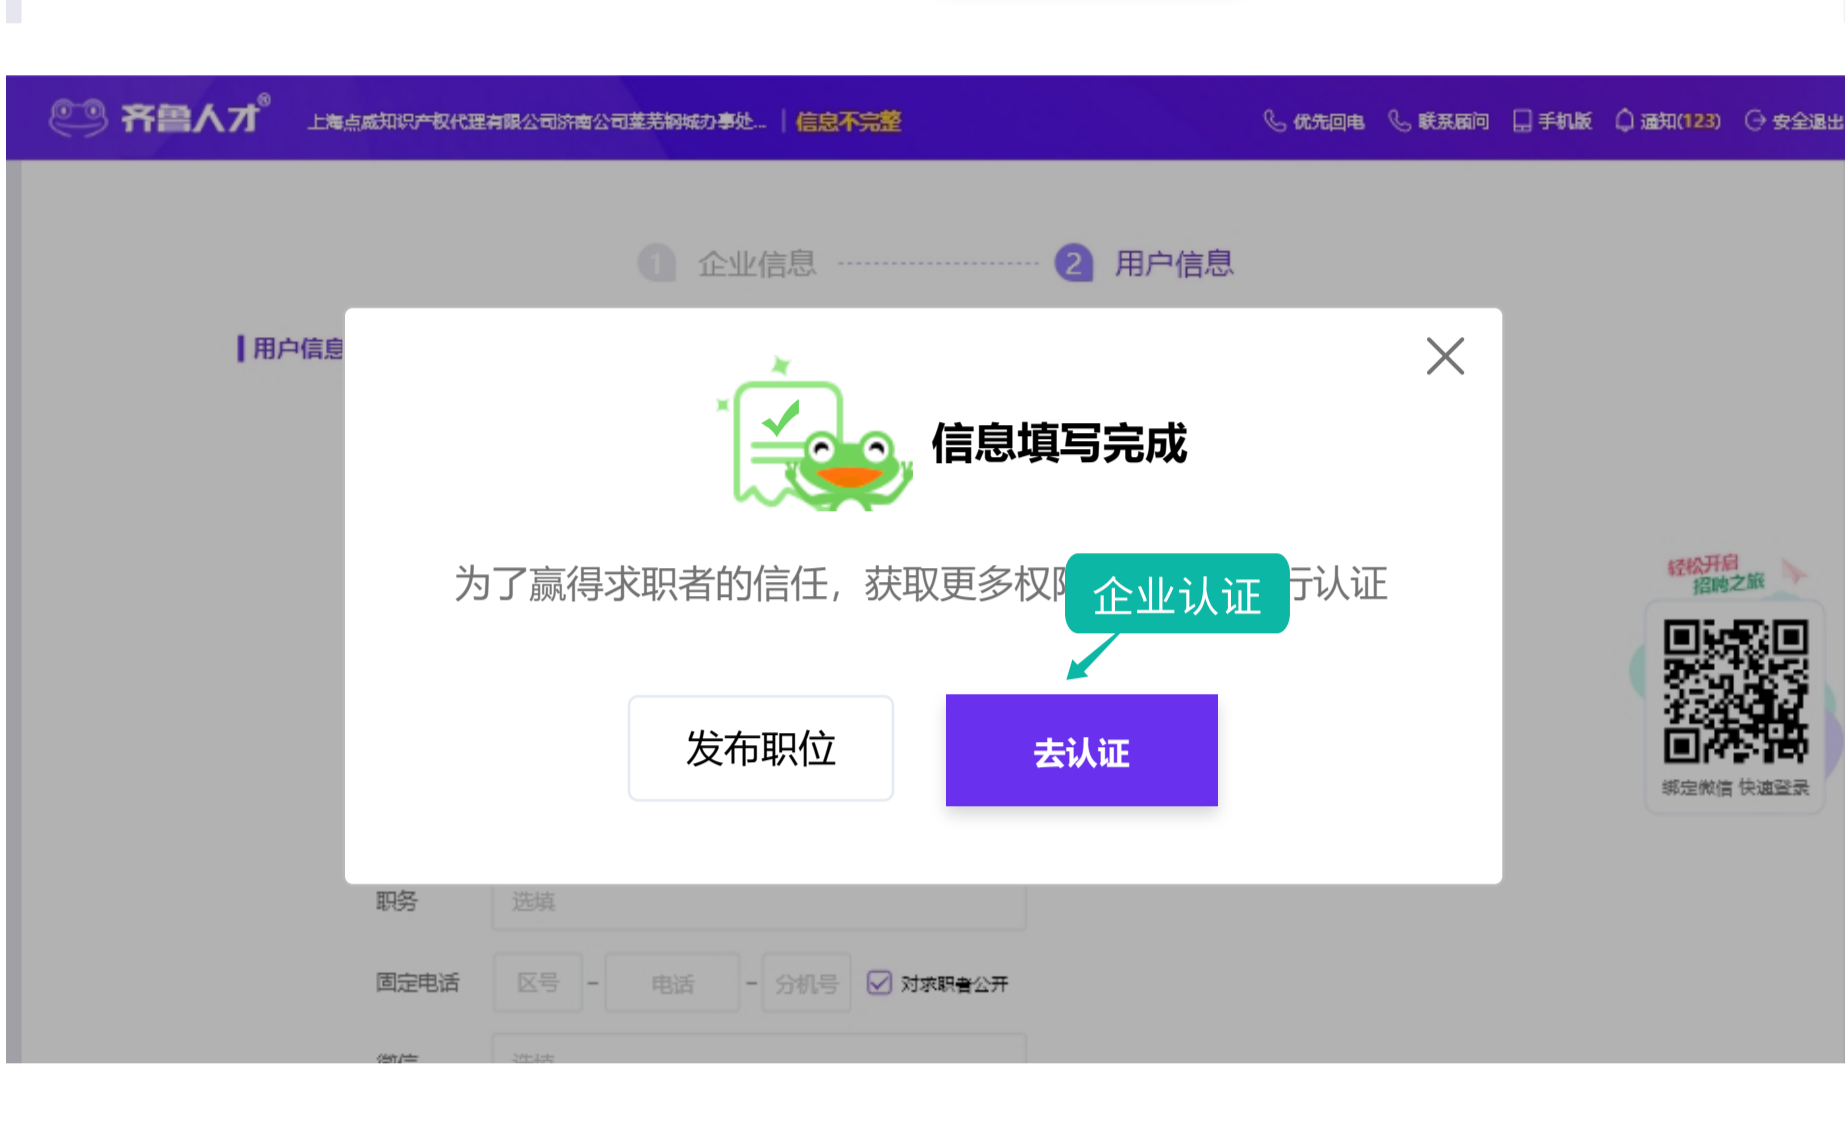 齐鲁人才®
上海点威知识产权代理有限公司济南公司莱芜钢城办事处... | 信息不完整
优先回电 联系顾问 手机版 通知(123) 安全退出
1 企业信息 2 用户信息
用户信息
信息填写完成
为了赢得求职者的信任，获取更多权 行认证
企业认证
发布职位
去认证
轻松开启
招聘之旅
绑定微信 快速登录
职务 选填
固定电话 区号 - 电话 - 分机号 对求职者公开
微信 选填